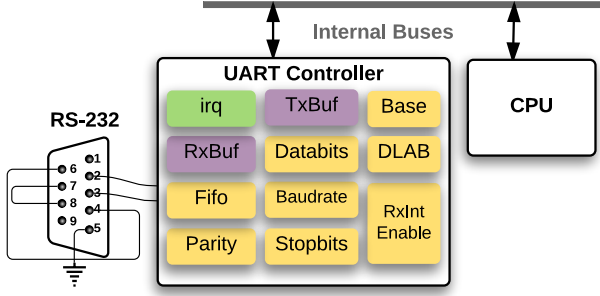 Internal Buses
UART Controller
irq
TxBuf
Base
CPU
RS-232
RxBuf
Databits
DLAB
Fifo
Baudrate
RxInt
Enable
Parity
Stopbits
1
6
2
7
3
8
4
9
5